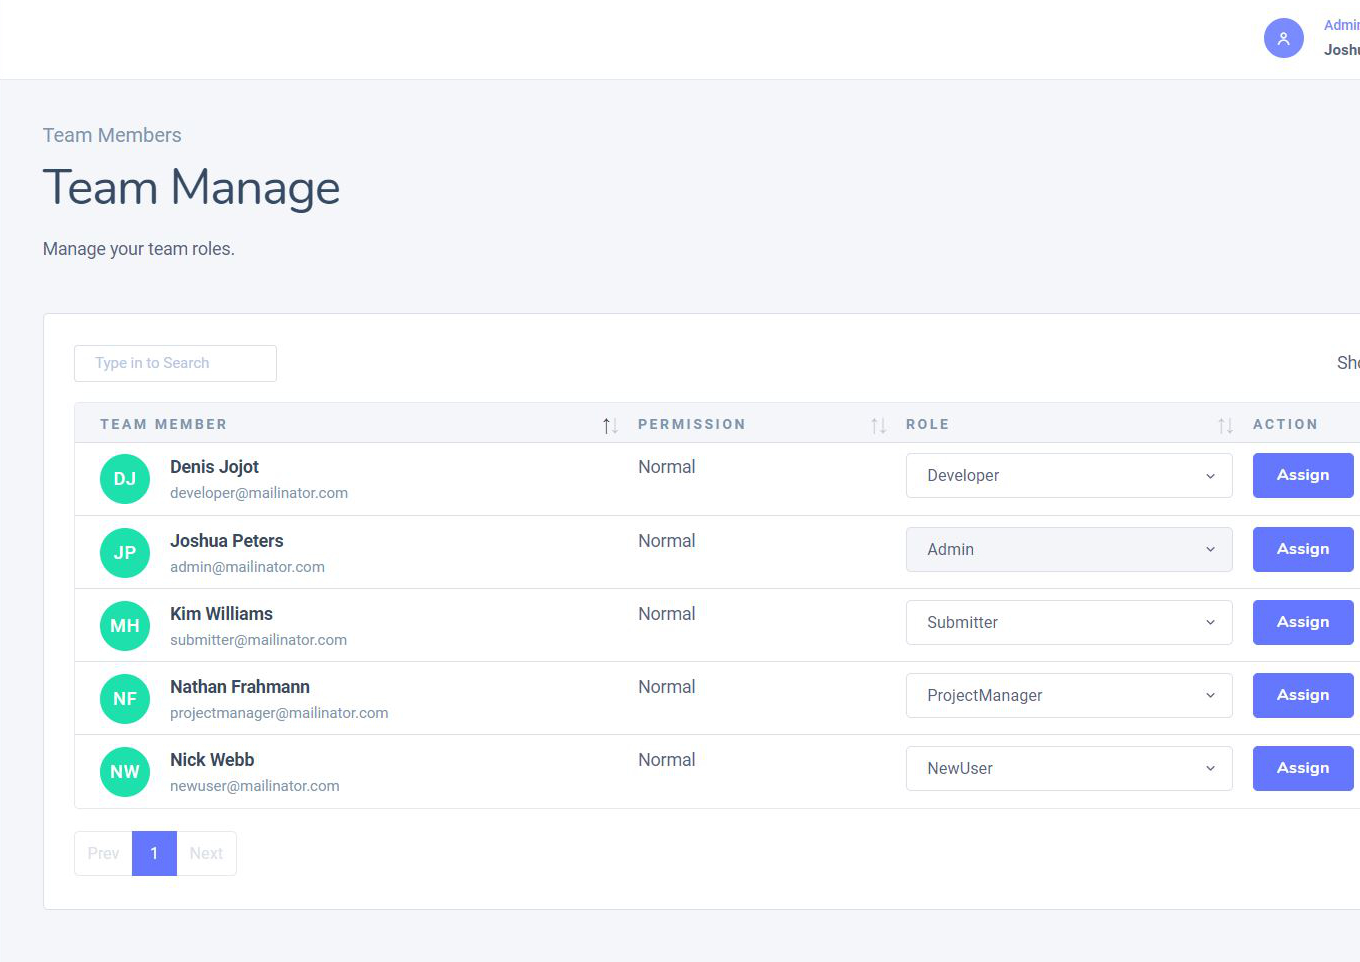 Admin
Joshu
Team Members
Team Manage
Manage your team roles.
Type in to Search
Sho
TEAM MEMBER PERMISSION ROLE ACTION
DJ Denis Jojot Normal Developer Assign
developer@mailinator.com
JP Joshua Peters Normal Admin Assign
admin@mailinator.com
MH Kim Williams Normal Submitter Assign
submitter@mailinator.com
NF Nathan Frahmann Normal ProjectManager Assign
projectmanager@mailinator.com
NW Nick Webb Normal NewUser Assign
newuser@mailinator.com
Prev 1 Next